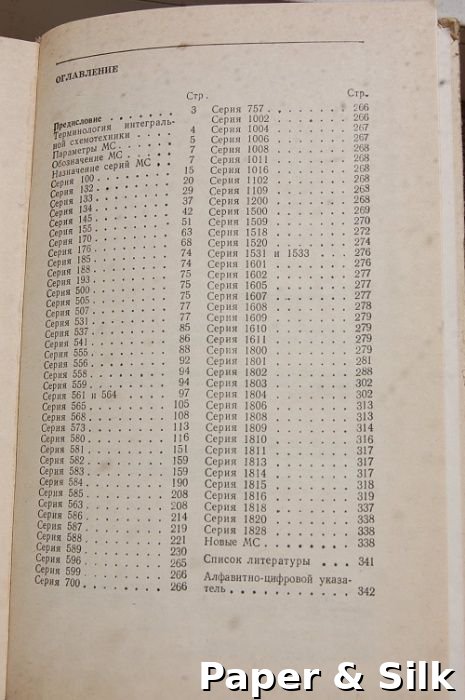 ОГЛАВЛЕНИЕ
Стр.
Предисловие . . . . . . 3
Терминология интеграль-
ной схемотехники . . . 4
Параметры МС . . . . . 5
Обозначение МС . . . . 7
Назначение серий МС . . 7
Серия 100 . . . . . . . 15
Серия 132 . . . . . . . 20
Серия 133 . . . . . . . 29
Серия 134 . . . . . . . 37
Серия 145 . . . . . . . 42
Серия 155 . . . . . . . 51
Серия 170 . . . . . . . 63
Серия 176 . . . . . . . 68
Серия 185 . . . . . . . 74
Серия 188 . . . . . . . 74
Серия 193 . . . . . . . 75
Серия 500 . . . . . . . 75
Серия 505 . . . . . . . 75
Серия 507 . . . . . . . 77
Серия 531 . . . . . . . 77
Серия 537 . . . . . . . 85
Серия 541 . . . . . . . 86
Серия 555 . . . . . . . 88
Серия 556 . . . . . . . 92
Серия 558 . . . . . . . 94
Серия 559 . . . . . . . 94
Серия 561 и 564 . . . . 97
Серия 565 . . . . . . . 105
Серия 568 . . . . . . . 108
Серия 573 . . . . . . . 113
Серия 580 . . . . . . . 116
Серия 581 . . . . . . . 151
Серия 582 . . . . . . . 159
Серия 583 . . . . . . . 159
Серия 584 . . . . . . . 190
Серия 585 . . . . . . . 208
Серия 563 . . . . . . . 208
Серия 586 . . . . . . . 214
Серия 587 . . . . . . . 219
Серия 588 . . . . . . . 221
Серия 589 . . . . . . . 230
Серия 596 . . . . . . . 265
Серия 599 . . . . . . . 266
Серия 700 . . . . . . . 266
Стр.
Серия 757 . . . . . . . 266
Серия 1002 . . . . . . . 266
Серия 1004 . . . . . . . 267
Серия 1006 . . . . . . . 267
Серия 1008 . . . . . . . 268
Серия 1011 . . . . . . . 268
Серия 1016 . . . . . . . 268
Серия 1102 . . . . . . . 268
Серия 1109 . . . . . . . 268
Серия 1200 . . . . . . . 268
Серия 1500 . . . . . . . 269
Серия 1509 . . . . . . . 270
Серия 1518 . . . . . . . 272
Серия 1520 . . . . . . . 274
Серия 1531 и 1533 . . . . 276
Серия 1601 . . . . . . . 276
Серия 1602 . . . . . . . 277
Серия 1605 . . . . . . . 277
Серия 1607 . . . . . . . 277
Серия 1608 . . . . . . . 278
Серия 1609 . . . . . . . 279
Серия 1610 . . . . . . . 279
Серия 1611 . . . . . . . 279
Серия 1800 . . . . . . . 279
Серия 1801 . . . . . . . 281
Серия 1802 . . . . . . . 288
Серия 1803 . . . . . . . 302
Серия 1804 . . . . . . . 302
Серия 1806 . . . . . . . 313
Серия 1808 . . . . . . . 313
Серия 1809 . . . . . . . 314
Серия 1810 . . . . . . . 316
Серия 1811 . . . . . . . 317
Серия 1813 . . . . . . . 317
Серия 1814 . . . . . . . 317
Серия 1815 . . . . . . . 318
Серия 1816 . . . . . . . 319
Серия 1818 . . . . . . . 337
Серия 1820 . . . . . . . 338
Серия 1828 . . . . . . . 338
Новые МС . . . . . . . 338
Список литературы . . . 341
Алфавитно-цифровой указа-
тель . . . . . . . . . 342
Paper & Silk